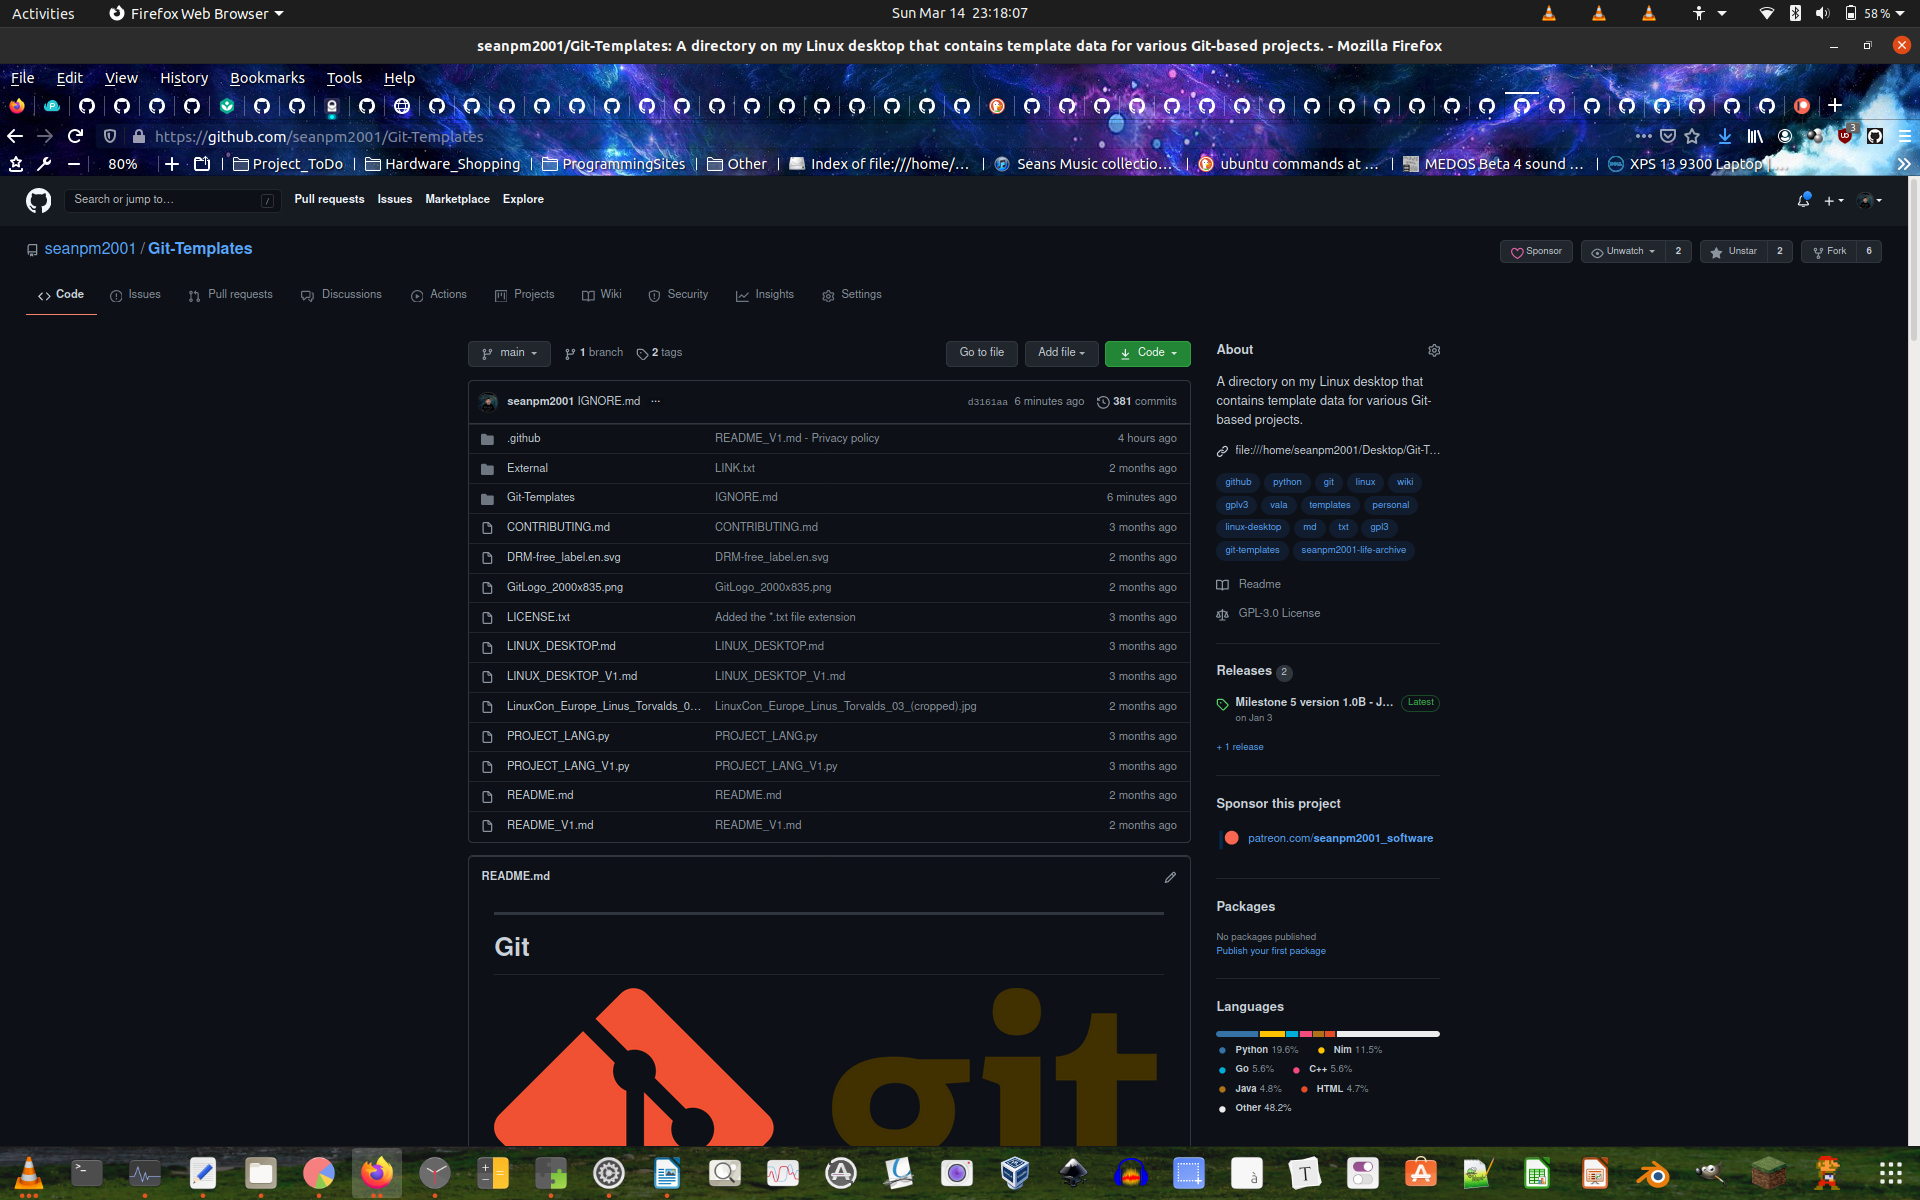 Activities Firefox Web Browser Sun Mar 14 23:18:07 58 %
seanpm2001/Git-Templates: A directory on my Linux desktop that contains template data for various Git-based projects. - Mozilla Firefox
File Edit View History Bookmarks Tools Help
https://github.com/seanpm2001/Git-Templates 3
80% Project_ToDo Hardware_Shopping ProgrammingSites Other Index of file:///home/... Seans Music collectio... ubuntu commands at ... MEDOS Beta 4 sound ... XPS 13 9300 Laptop
Search or jump to... / Pull requests Issues Marketplace Explore
seanpm2001 / Git-Templates Sponsor Unwatch 2 Unstar 2 Fork 6
Code Issues Pull requests Discussions Actions Projects Wiki Security Insights Settings
main 1 branch 2 tags Go to file Add file Code
seanpm2001 IGNORE.md ... d3161aa 6 minutes ago 381 commits
.github README_V1.md - Privacy policy 4 hours ago
External LINK.txt 2 months ago
Git-Templates IGNORE.md 6 minutes ago
CONTRIBUTING.md CONTRIBUTING.md 3 months ago
DRM-free_label.en.svg DRM-free_label.en.svg 2 months ago
GitLogo_2000x835.png GitLogo_2000x835.png 2 months ago
LICENSE.txt Added the *.txt file extension 3 months ago
LINUX_DESKTOP.md LINUX_DESKTOP.md 3 months ago
LINUX_DESKTOP_V1.md LINUX_DESKTOP_V1.md 3 months ago
LinuxCon_Europe_Linus_Torvalds_0... LinuxCon_Europe_Linus_Torvalds_03_(cropped).jpg 2 months ago
PROJECT_LANG.py PROJECT_LANG.py 3 months ago
PROJECT_LANG_V1.py PROJECT_LANG_V1.py 3 months ago
README.md README.md 2 months ago
README_V1.md README_V1.md 2 months ago
README.md
Git
git
About
A directory on my Linux desktop that
contains template data for various Git-
based projects.
file:///home/seanpm2001/Desktop/Git-T...
github python git linux wiki
gplv3 vala templates personal
linux-desktop md txt gpl3
git-templates seanpm2001-life-archive
Readme
GPL-3.0 License
Releases 2
Milestone 5 version 1.0B - J... Latest
on Jan 3
+ 1 release
Sponsor this project
patreon.com/seanpm2001_software
Packages
No packages published
Publish your first package
Languages
Python 19.6% Nim 11.5%
Go 5.6% C++ 5.6%
Java 4.8% HTML 4.7%
Other 48.2%